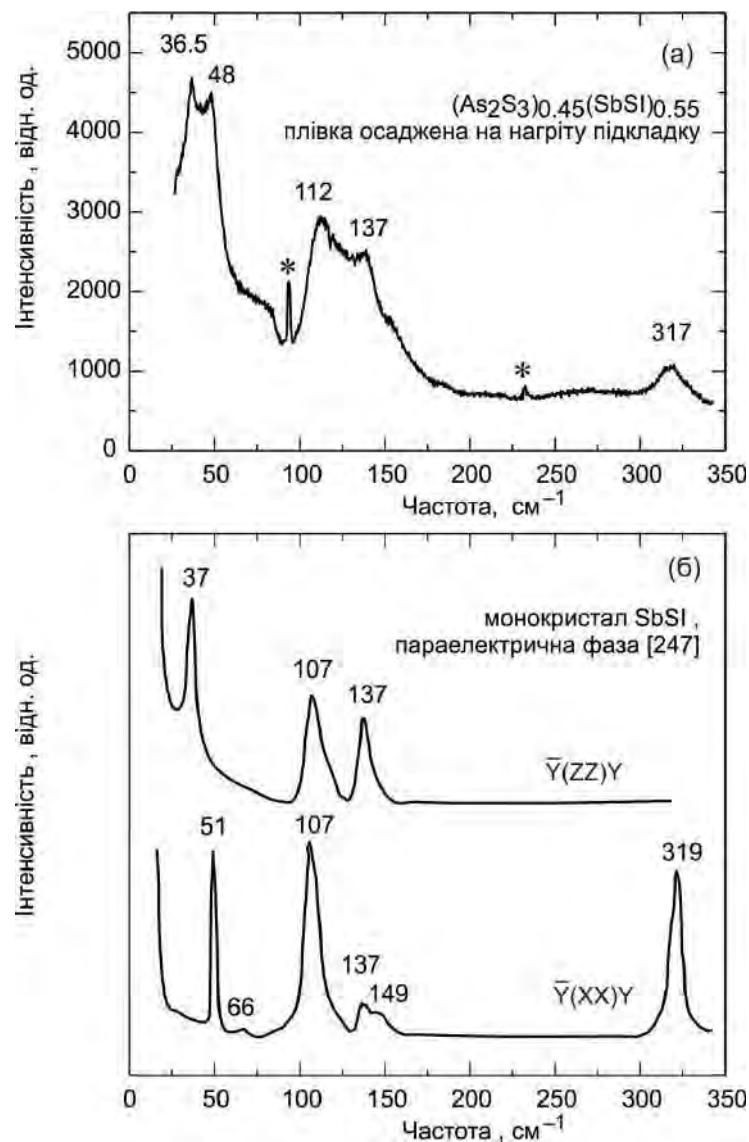 36.5
48
(а)
(As2S3)0.45(SbSI)0.55
плівка осаджена на нагріту підкладку
112
137
*
317
*
5000
4000
3000
2000
1000
0
Інтенсивність , відн. од.
0 50 100 150 200 250 300 350
Частота, см–1
(б)
37
монокристал SbSI ,
параелектрична фаза [247]
107
137
Y̅(ZZ)Y
51
107
319
137
149
66
Y̅(XX)Y
Інтенсивність , відн. од.
0 50 100 150 200 250 300 350
Частота , см–1